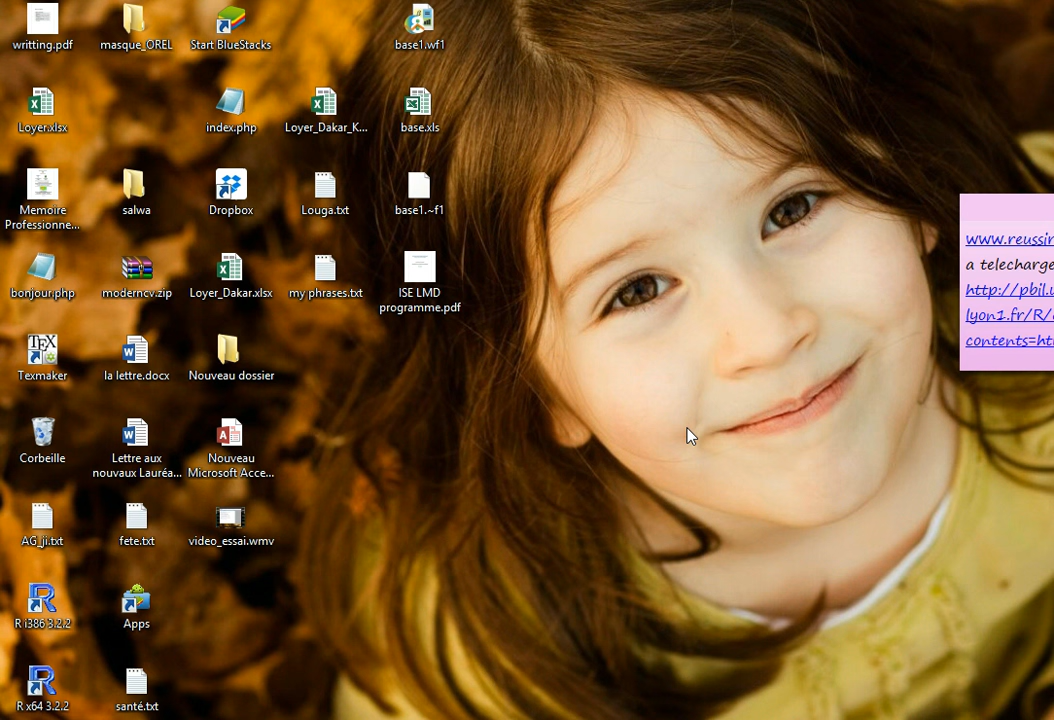 writting.pdf
masque_OREL
Start BlueStacks
base1.wf1
Loyer.xlsx
index.php
Loyer_Dakar_K...
base.xls
Memoire
Professionne...
salwa
Dropbox
Louga.txt
base1.~f1
bonjour.php
moderncv.zip
Loyer_Dakar.xlsx
my phrases.txt
ISE LMD
programme.pdf
TEX
Texmaker
la lettre.docx
Nouveau dossier
Corbeille
Lettre aux
nouvaux Lauréa...
Nouveau
Microsoft Acce...
AG_ji.txt
fete.txt
video_essai.wmv
R i386 3.2.2
Apps
R x64 3.2.2
santé.txt
www.reussir
a telecharge
http://pbil.u
lyon1.fr/R/
contents=ht